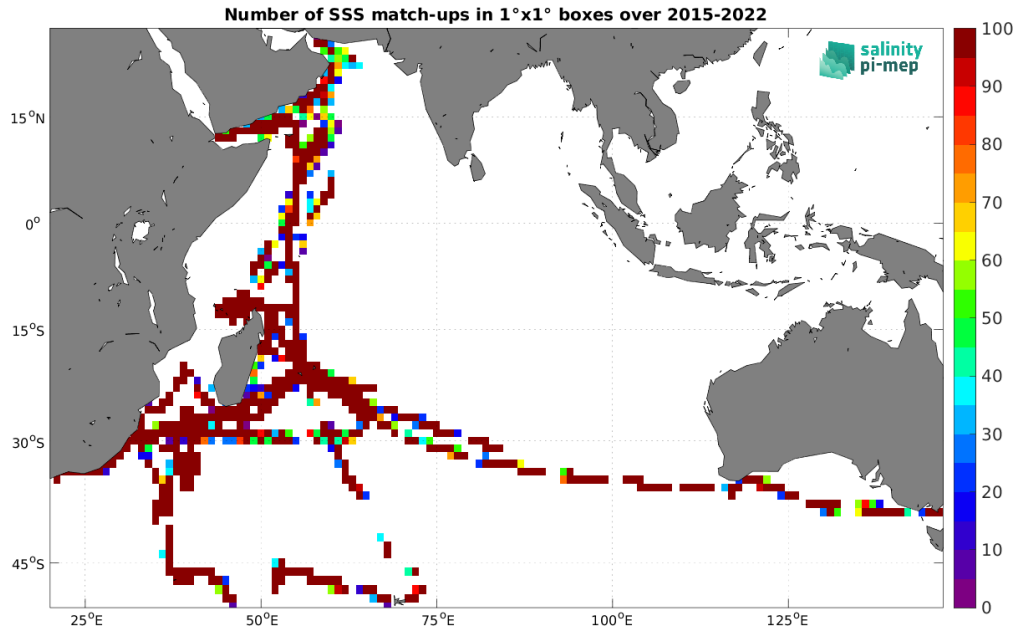 Number of SSS match-ups in 1°x1° boxes over 2015-2022
salinity
pi-mep
15°N
0°
15°S
30°S
45°S
25°E
50°E
75°E
100°E
125°E
100
90
80
70
60
50
40
30
20
10
0